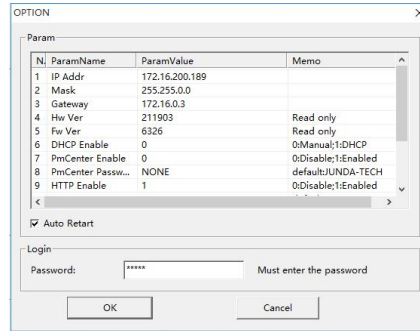 OPTION
Param
N. ParamName ParamValue Memo
1 IP Addr 172.16.200.189
2 Mask 255.255.0.0
3 Gateway 172.16.0.3
4 Hw Ver 211903 Read only
5 Fw Ver 6326 Read only
6 DHCP Enable 0 0:Manual;1:DHCP
7 PmCenter Enable 0 0:Disable;1:Enabled
8 PmCenter Passw... NONE default:JUNDA-TECH
9 HTTP Enable 1 0:Disable;1:Enabled
Auto Retart
Login
Password: ***** Must enter the password
OK Cancel